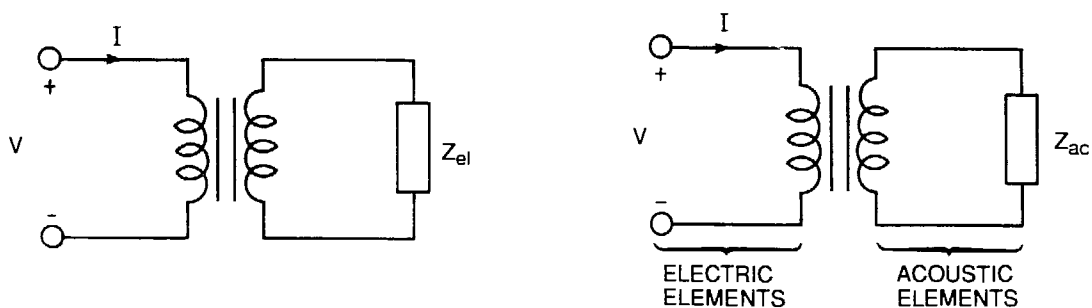 I
+
V
-
Zel
I
+
V
-
Zac
ELECTRIC
ELEMENTS
ACOUSTIC
ELEMENTS